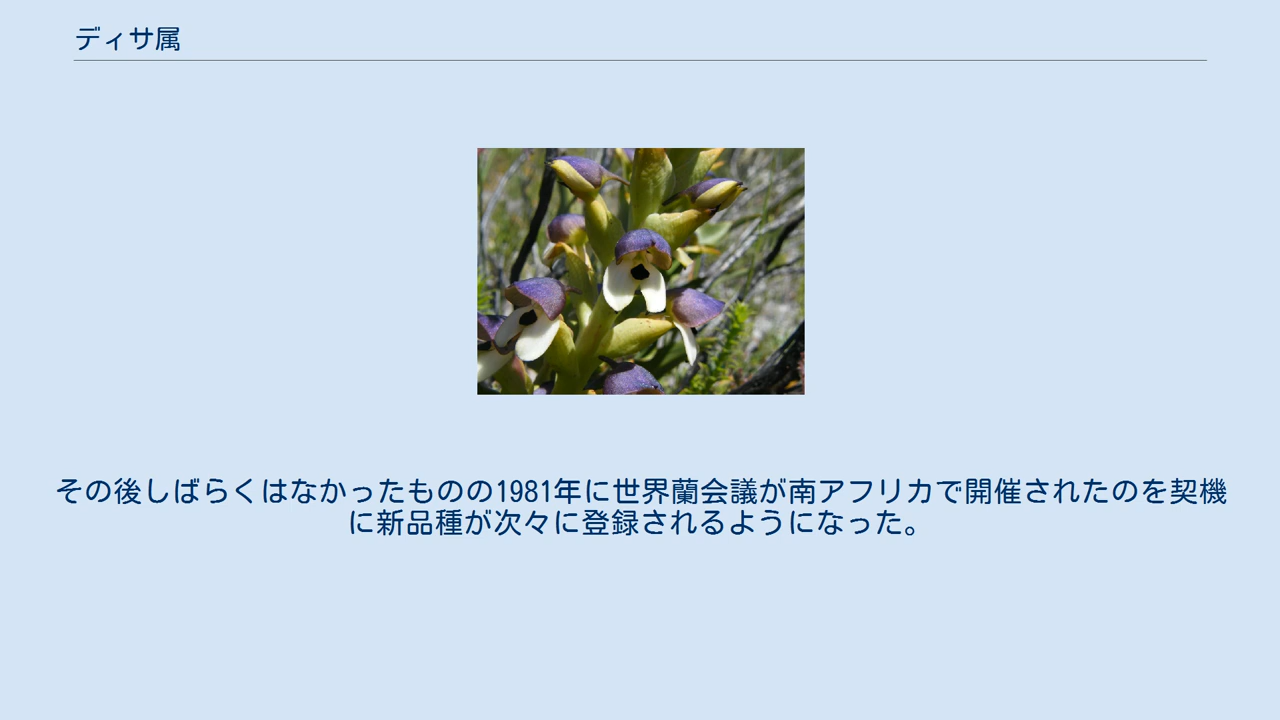 ディサ属
その後しばらくはなかったものの1981年に世界蘭会議が南アフリカで開催されたのを契機
に新品種が次々に登録されるようになった。